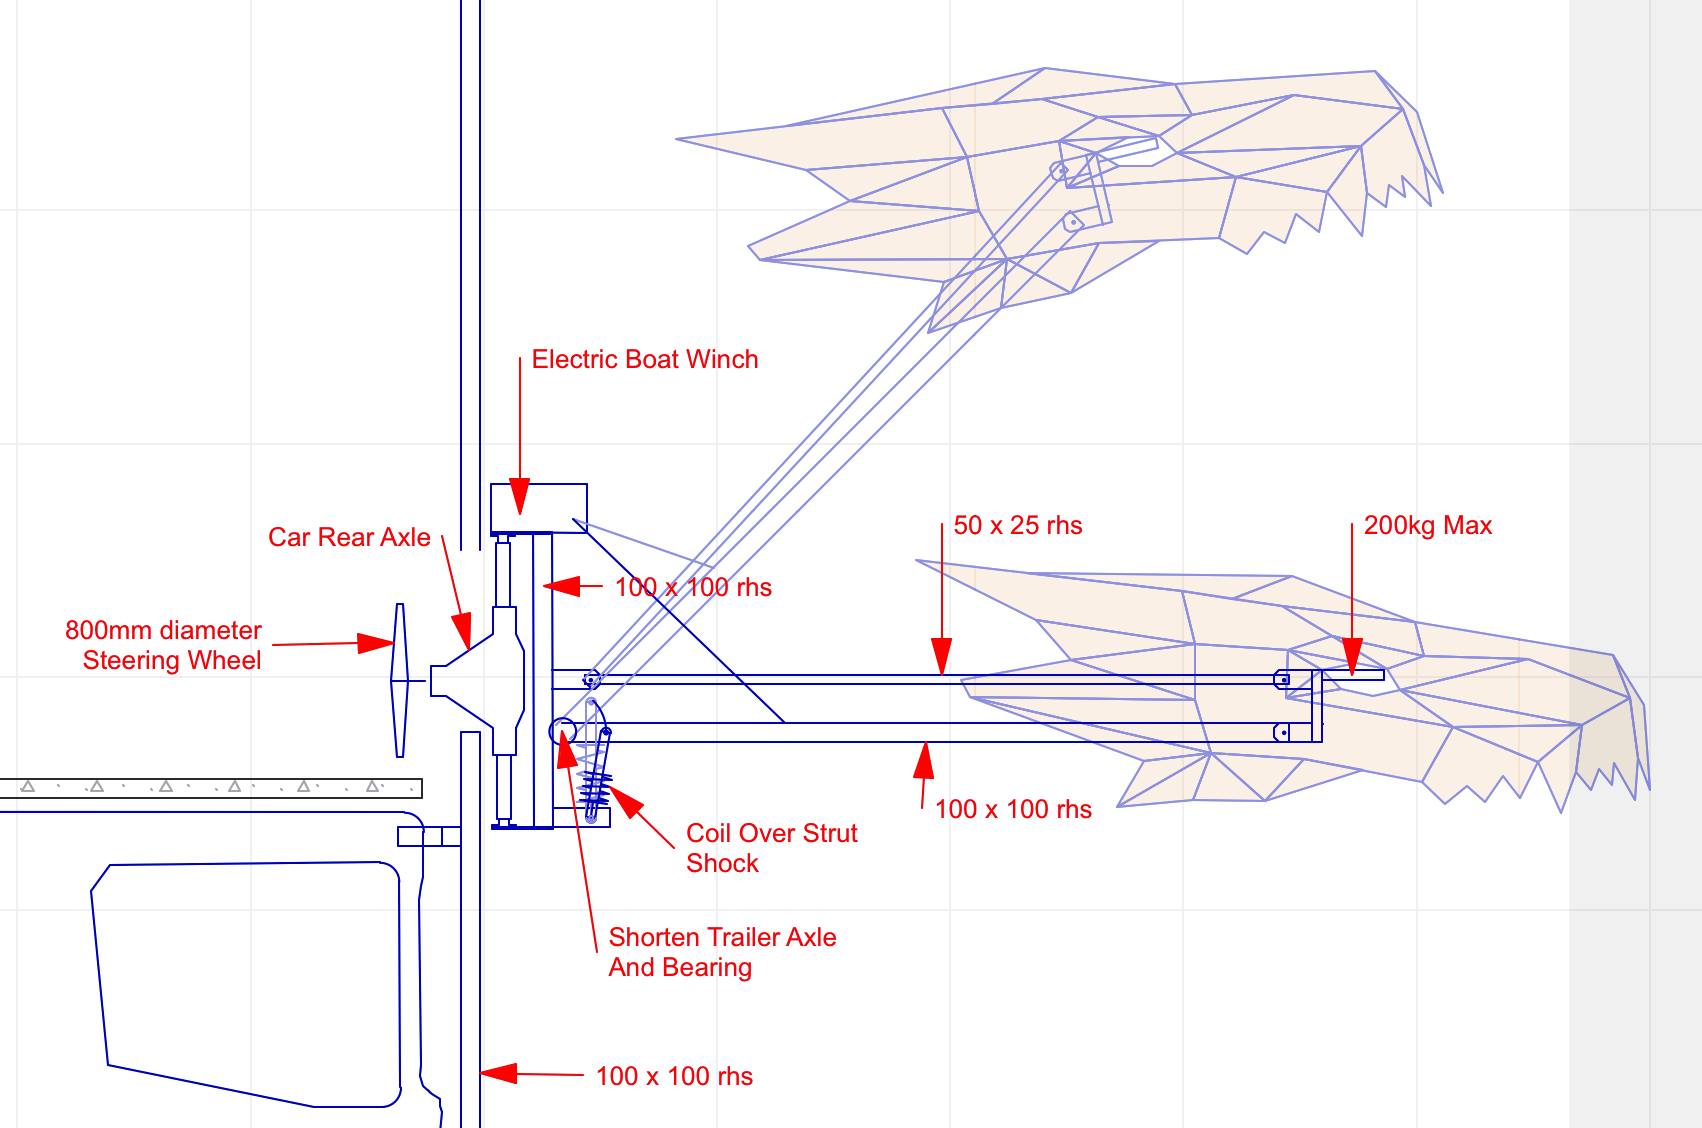 Electric Boat Winch
Car Rear Axle
50 x 25 rhs
200kg Max
100 x 100 rhs
800mm diameter
Steering Wheel
100 x 100 rhs
Coil Over Strut
Shock
Shorten Trailer Axle
And Bearing
100 x 100 rhs